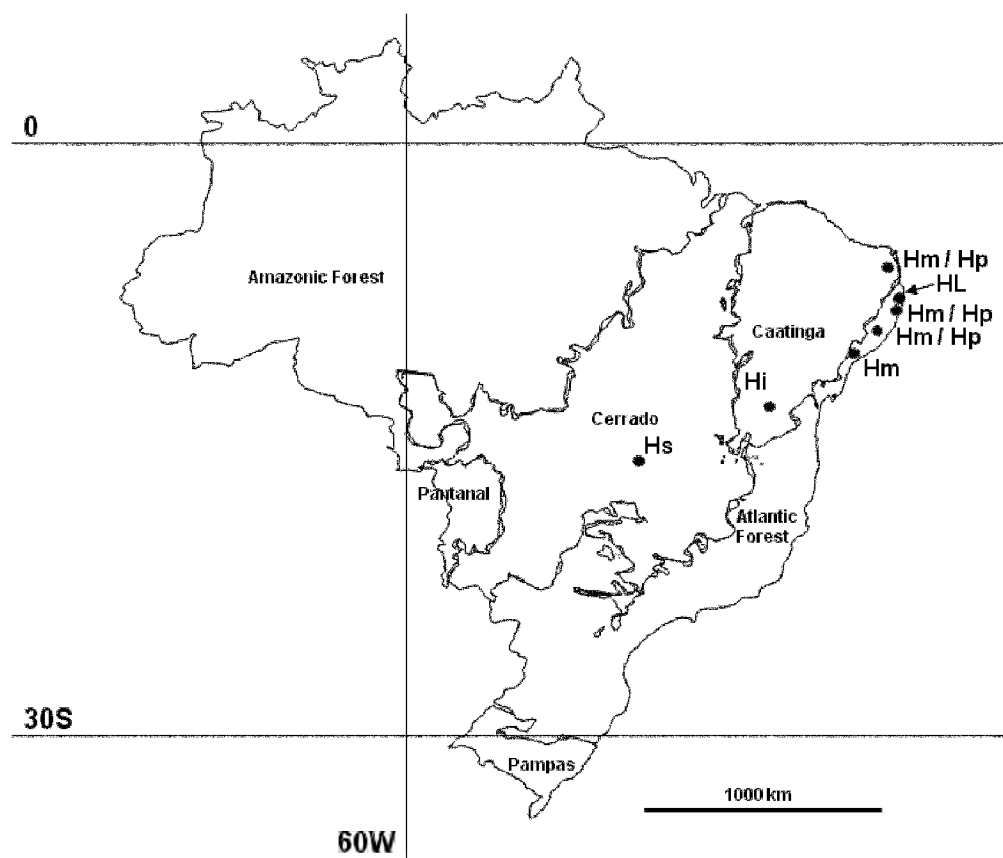 0
Amazonic Forest
Hm / Hp
HL
Hm / Hp
Caatinga
Hm / Hp
Hm
Hi
Cerrado
Hs
Pantanal
Atlantic
Forest
30S
Pampas
1000 km
60W